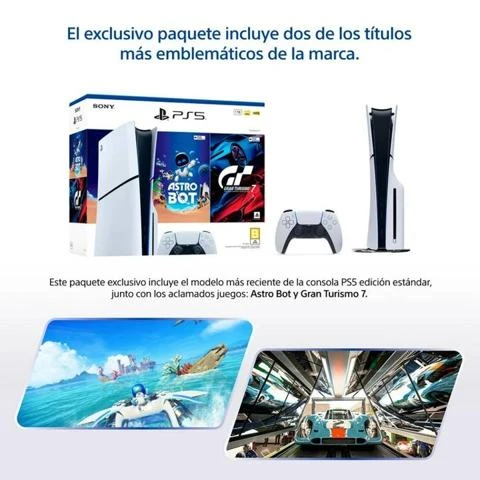 El exclusivo paquete incluye dos de los títulos
más emblemáticos de la marca.
SONY
PS5
PS5
ASTRO
BOT
GRAN TURISMO 7
Este paquete exclusivo incluye el modelo más reciente de la consola PS5 edición estándar,
junto con los aclamados juegos: Astro Bot y Gran Turismo 7.